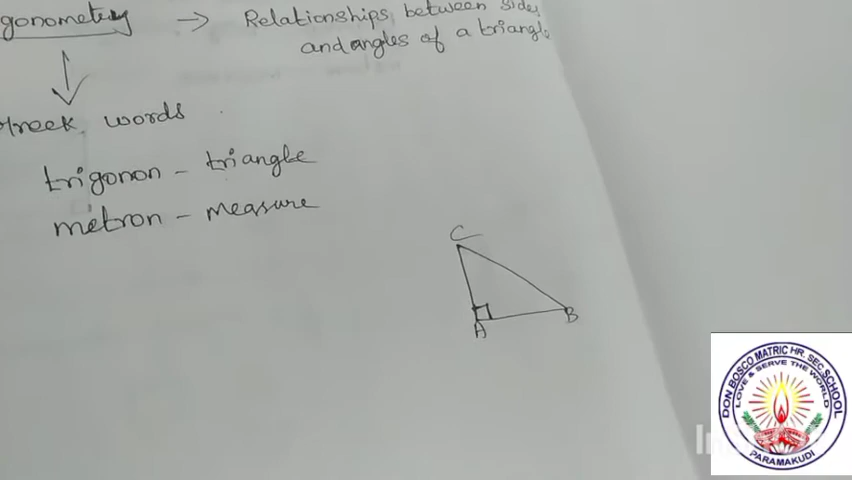 gonometry → Relationships between sides
and angles of a triangle
Greek words
trigonon - triangle
metron - measure
C
A
B
DON BOSCO MATRIC HR. SEC. SCHOOL
LOVE & SERVE THE WORLD
PARAMAKUDI